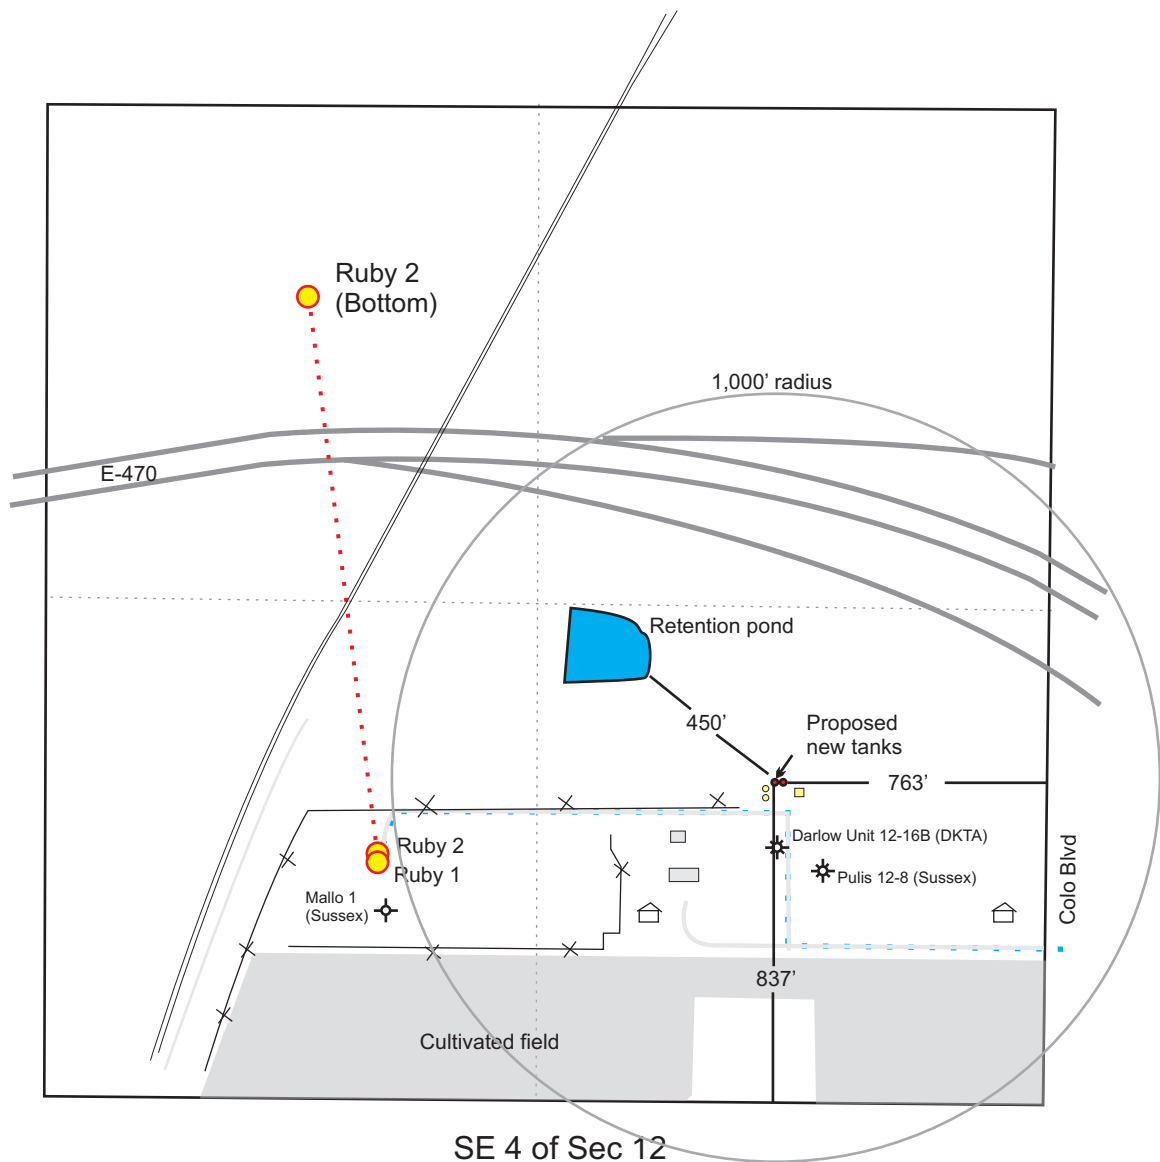 Ruby 2
(Bottom)
1,000’ radius
E-470
Retention pond
450’
Proposed
new tanks
763’
Ruby 2
Ruby 1
Darlow Unit 12-16B (DKTA)
Pulis 12-8 (Sussex)
Mallo 1
(Sussex)
Colo Blvd
837’
Cultivated field
SE 4 of Sec 12